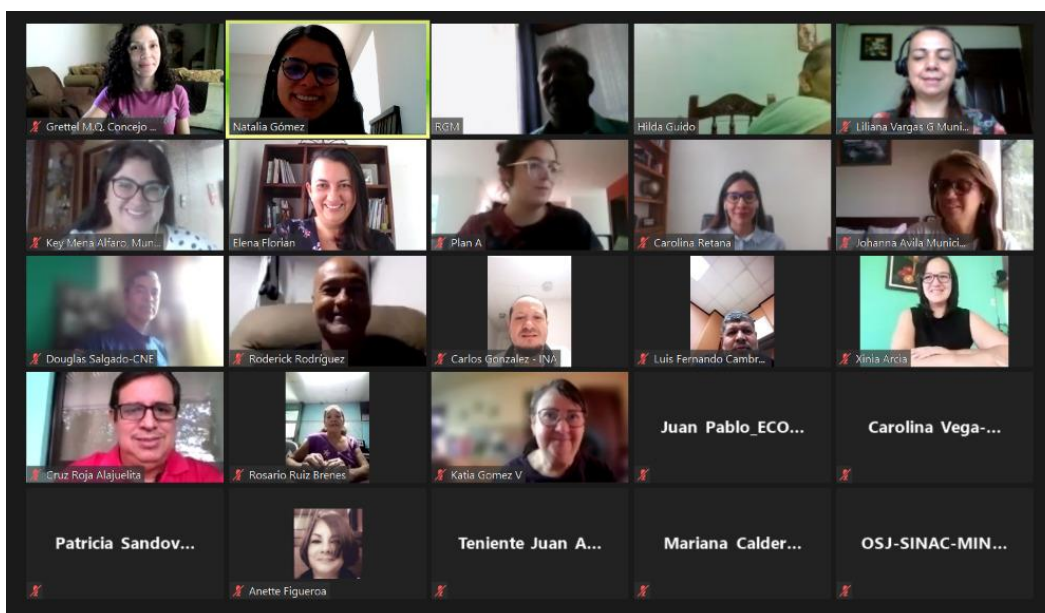 Grettel M.Q. Concejo ...
Natalia Gómez
RGM
Hilda Guido
Liliana Vargas G Muni...
Key Mena Alfaro, Mun...
Elena Florian
Plan A
Carolina Retana
Johanna Avila Munici...
Douglas Salgado-CNE
Roderick Rodríguez
Carlos Gonzalez - INA
Luis Fernando Cambr...
Xinia Arcia
Cruz Roja Alajuelita
Rosario Ruiz Brenes
Katia Gomez V
Juan Pablo_ECO...
Carolina Vega-...
Patricia Sandov...
Anette Figueroa
Teniente Juan A...
Mariana Calder...
OSJ-SINAC-MIN...